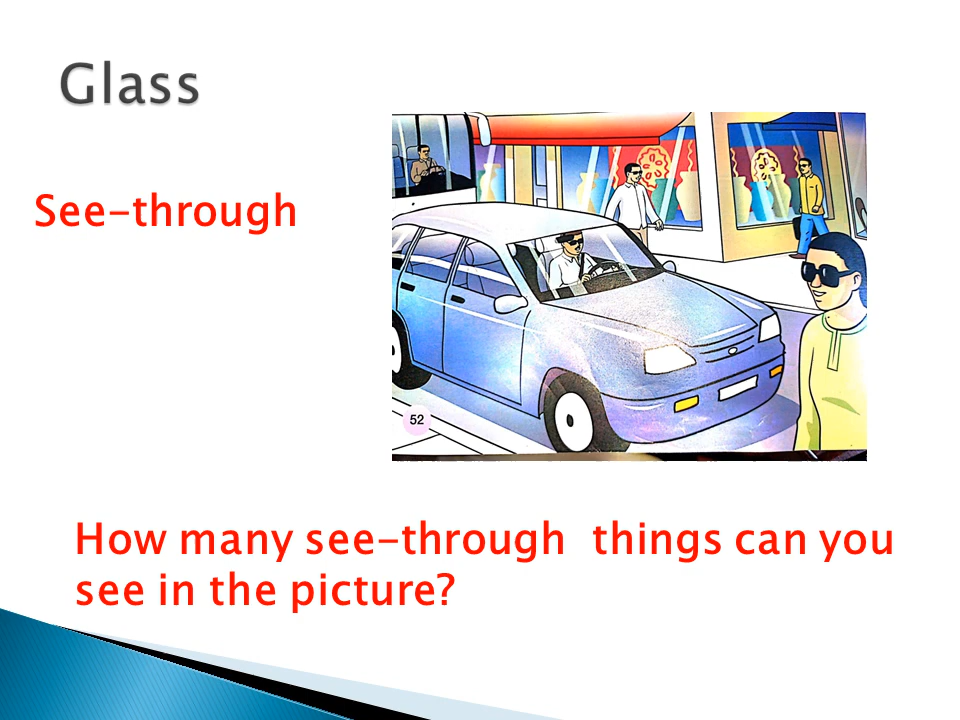 Glass
See-through
52
How many see-through things can you
see in the picture?